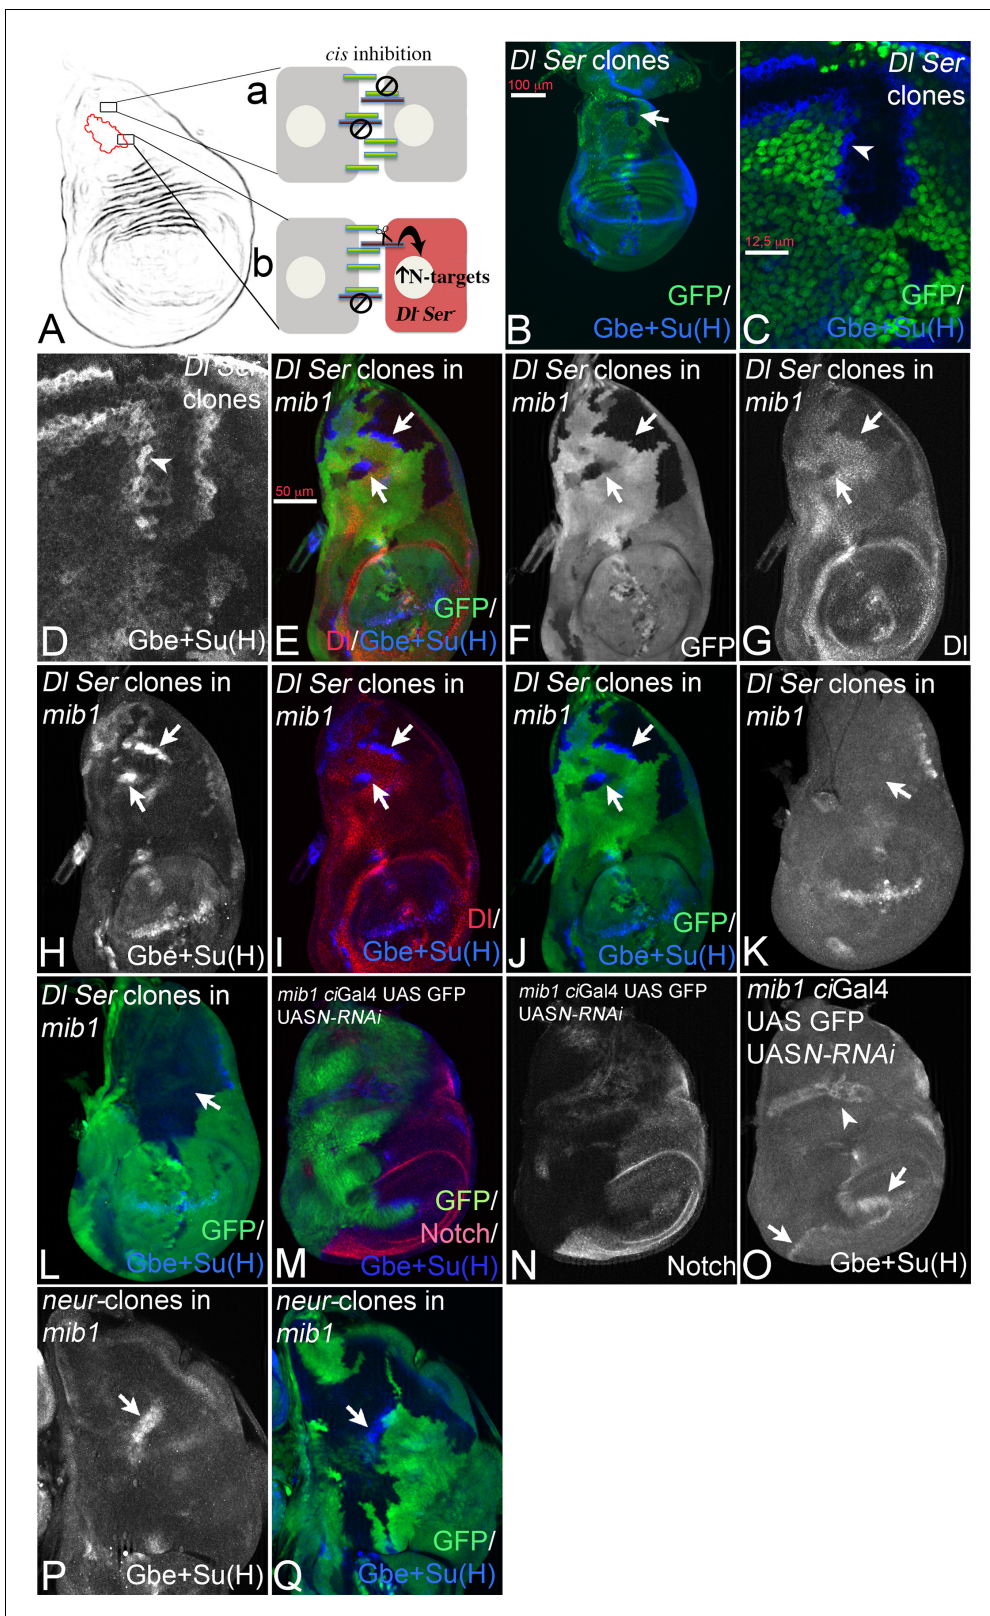 cis inhibition
a
b
↑N-targets
Dl- Ser-
A
Dl Ser clones
100 µm
GFP/
Gbe+Su(H)
B
Dl Ser
clones
12,5 µm
GFP/
Gbe+Su(H)
C
Dl Ser
clones
D
Gbe+Su(H)
Dl Ser clones in
mib1
50 µm
GFP/
Dl/Gbe+Su(H)
E
Dl Ser clones in
mib1
F
GFP
Dl Ser clones in
mib1
G
Dl
Dl Ser clones in
mib1
H
Gbe+Su(H)
Dl Ser clones in
mib1
Dl/
Gbe+Su(H)
I
Dl Ser clones in
mib1
GFP/
Gbe+Su(H)
J
Dl Ser clones in
mib1
K
Dl Ser clones in
mib1
GFP/
Gbe+Su(H)
L
mib1 ciGal4 UAS GFP
UASN-RNAi
GFP/
Notch/
Gbe+Su(H)
M
mib1 ciGal4 UAS GFP
UASN-RNAi
N
Notch
mib1 ciGal4
UAS GFP
UASN-RNAi
O
Gbe+Su(H)
neur-clones in
mib1
P
Gbe+Su(H)
neur-clones in
mib1
GFP/
Gbe+Su(H)
Q